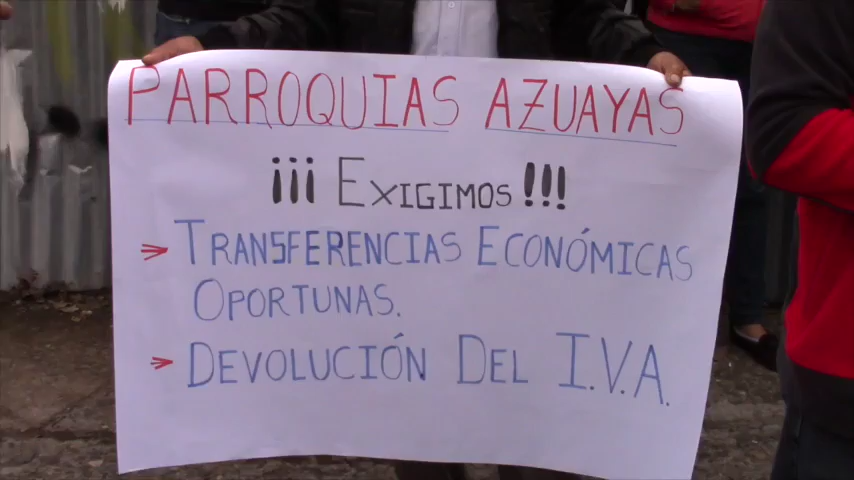 PARROQUIAS AZUAYAS
¡¡¡ EXIGIMOS !!!
→ TRANSFERENCIAS ECONÓMICAS
OPORTUNAS.
→ DEVOLUCIÓN DEL I.V.A.